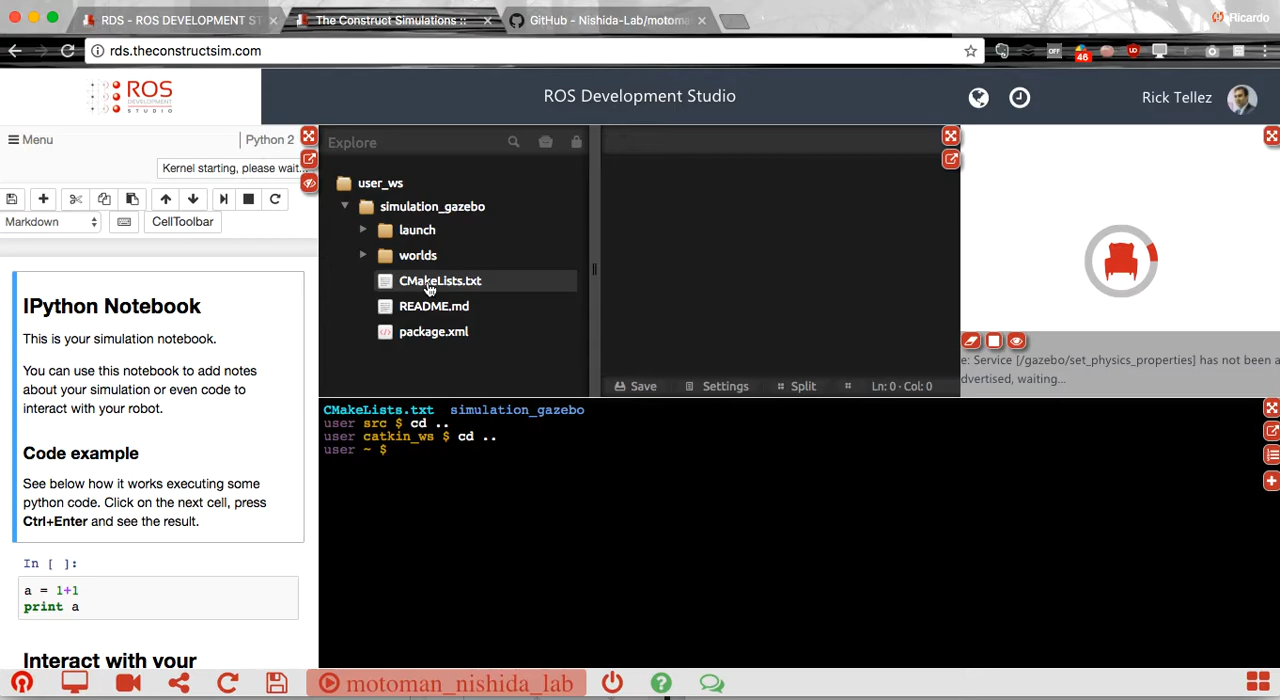 RDS - ROS DEVELOPMENT ST
The Construct Simulations ::
GitHub - Nishida-Lab/motoman
Ricardo
rds.theconstructsim.com
OFF
46
ROS
DEVELOPMENT
STUDIO
ROS Development Studio
Rick Tellez
Menu
Python 2
Kernel starting, please wait...
Markdown
CellToolbar
IPython Notebook
This is your simulation notebook.
You can use this notebook to add notes
about your simulation or even code to
interact with your robot.
Code example
See below how it works executing some
python code. Click on the next cell, press
Ctrl+Enter and see the result.
In [ ]:
a = 1+1
print a
Interact with your
Explore
user_ws
simulation_gazebo
launch
worlds
CMakeLists.txt
README.md
package.xml
Save
Settings
Split
Ln: 0 - Col: 0
e: Service [/gazebo/set_physics_properties] has not been a
advertised, waiting...
CMakeLists.txt simulation_gazebo
user src $ cd ..
user catkin_ws $ cd ..
user ~ $
motoman_nishida_lab